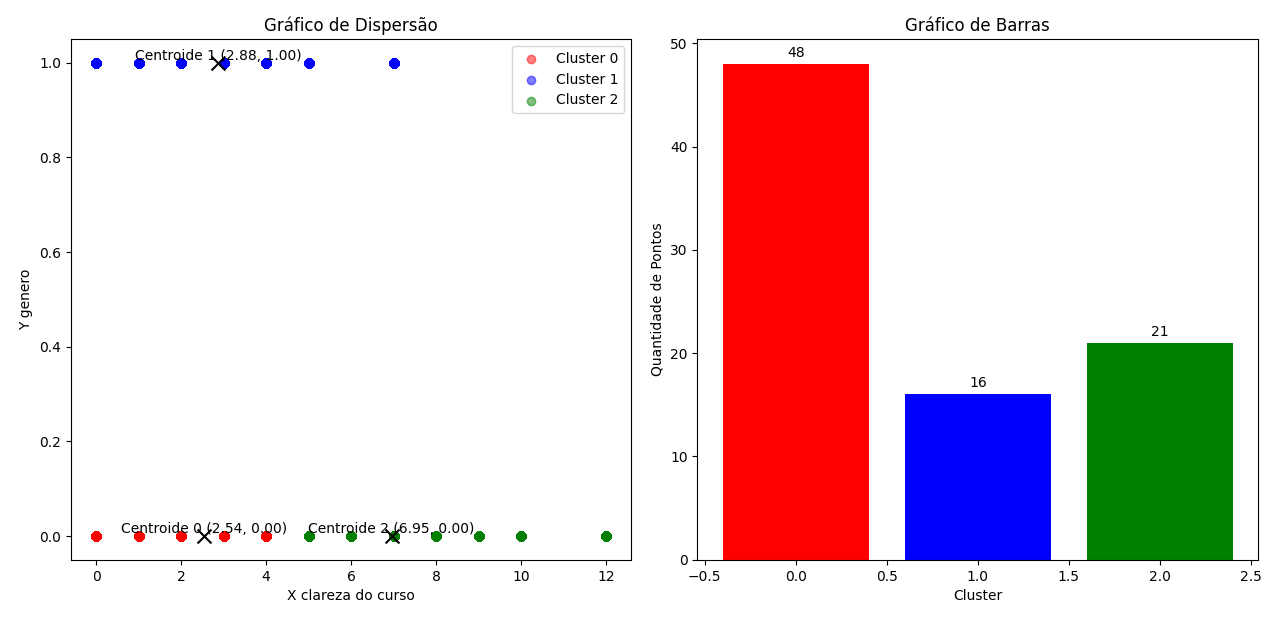 Gráfico de Dispersão
Centroide 1 (2.88, 1.00)
Cluster 0
Cluster 1
Cluster 2
1.0
0.8
0.6
0.4
0.2
0.0
Y genero
Centroide 0 (2.54, 0.00)
Centroide 2 (6.95, 0.00)
0 2 4 6 8 10 12
X clareza do curso
Gráfico de Barras
50
40
30
20
10
0
Quantidade de Pontos
48
16
21
−0.5 0.0 0.5 1.0 1.5 2.0 2.5
Cluster